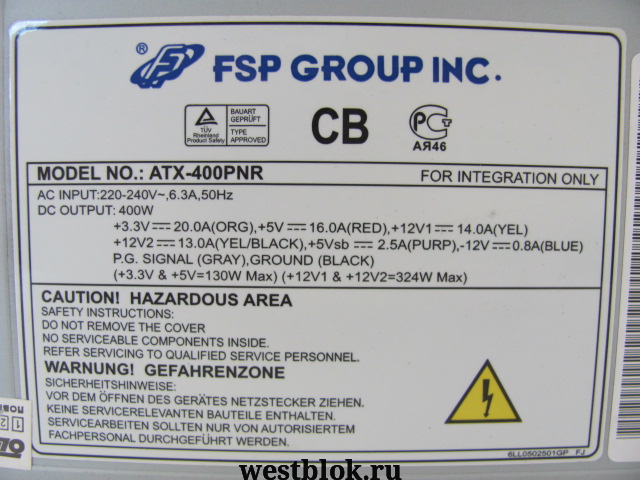 ® FSP GROUP INC.
TÜV Rheinland Product Safety
BAUART GEPRÜFT
TYPE APPROVED
CB
РСТ
АЯ46
MODEL NO.: ATX-400PNR
FOR INTEGRATION ONLY
AC INPUT:220-240V~,6.3A,50Hz
DC OUTPUT: 400W
+3.3V ⎓ 20.0A(ORG),+5V ⎓ 16.0A(RED),+12V1 ⎓ 14.0A(YEL)
+12V2 ⎓ 13.0A(YEL/BLACK),+5Vsb ⎓ 2.5A(PURP),-12V ⎓ 0.8A(BLUE)
P.G. SIGNAL (GRAY),GROUND (BLACK)
(+3.3V & +5V=130W Max) (+12V1 & +12V2=324W Max)
CAUTION! HAZARDOUS AREA
SAFETY INSTRUCTIONS:
DO NOT REMOVE THE COVER
NO SERVICEABLE COMPONENTS INSIDE.
REFER SERVICING TO QUALIFIED SERVICE PERSONNEL.
WARNUNG! GEFAHRENZONE
SICHERHEITSHINWEISE:
VOR DEM ÖFFNEN DES GERÄTES NETZSTECKER ZIEHEN.
KEINE SERVICERELEVANTEN BAUTEILE ENTHALTEN.
SERVICEARBEITEN SOLLTEN NUR VON AUTORISIERTEM
FACHPERSONAL DURCHGEFÜHRT WERDEN.
6LL0502501GP FJ
westblok.ru